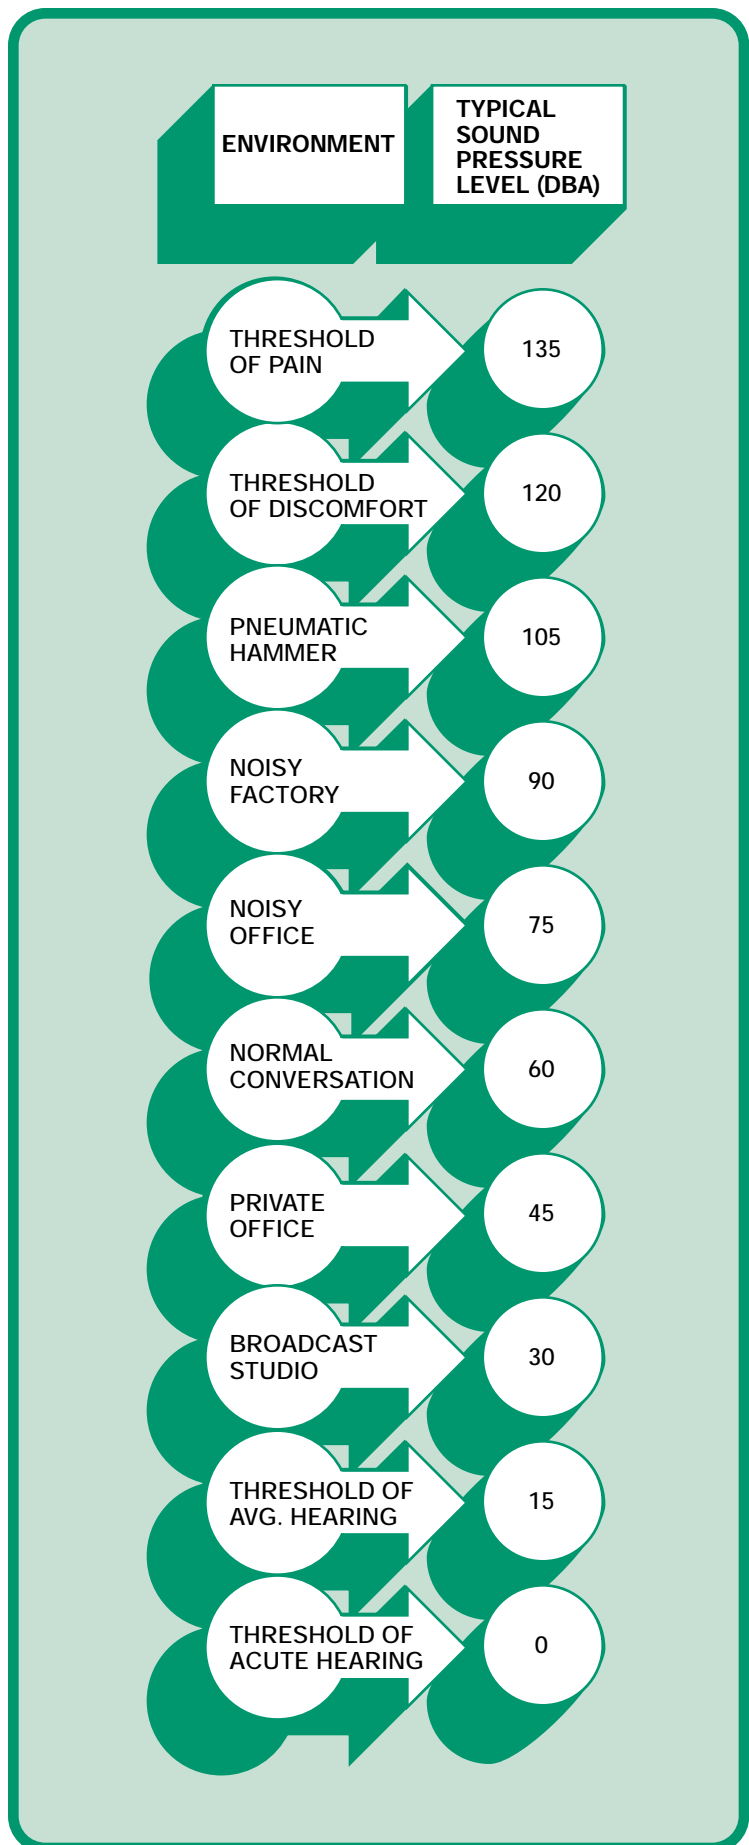 ENVIRONMENT
TYPICAL
SOUND
PRESSURE
LEVEL (DBA)
THRESHOLD
OF PAIN
135
THRESHOLD
OF DISCOMFORT
120
PNEUMATIC
HAMMER
105
NOISY
FACTORY
90
NOISY
OFFICE
75
NORMAL
CONVERSATION
60
PRIVATE
OFFICE
45
BROADCAST
STUDIO
30
THRESHOLD OF
AVG. HEARING
15
THRESHOLD OF
ACUTE HEARING
0